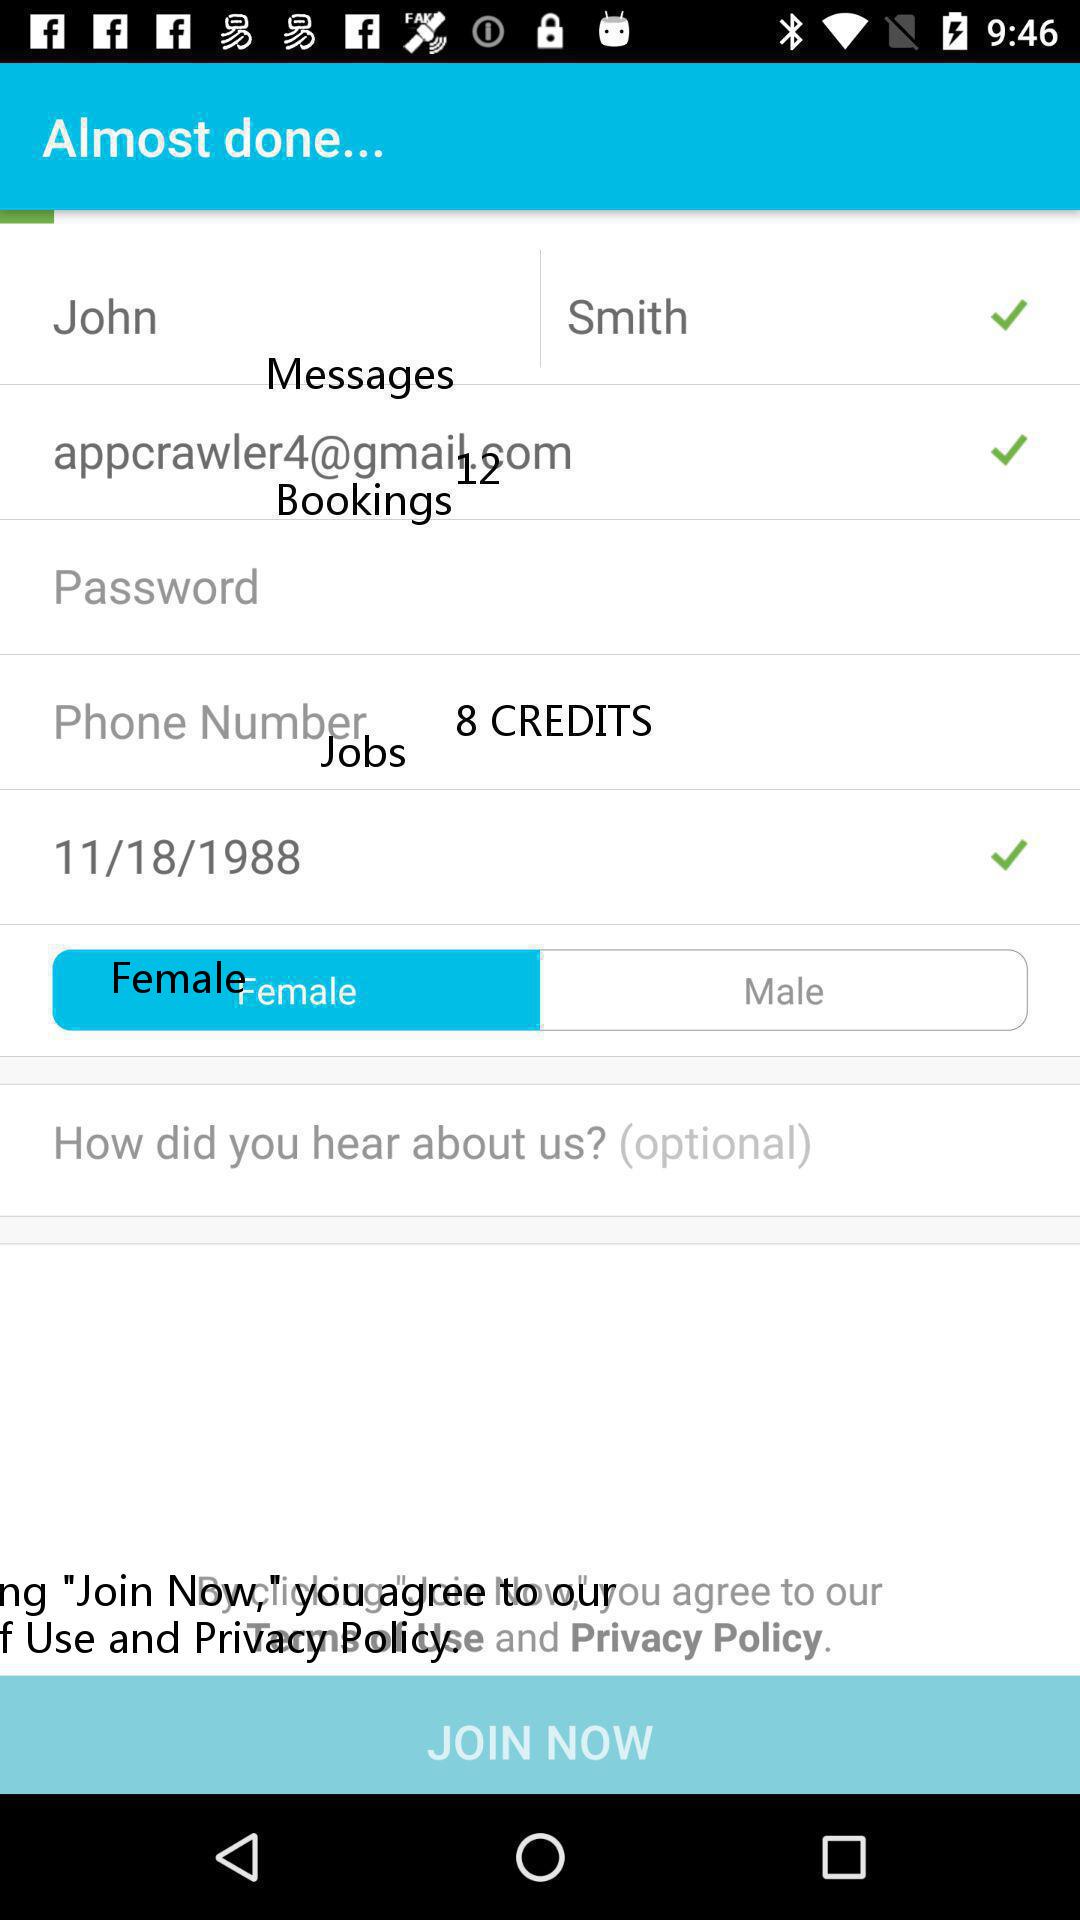 FAKE
9:46
Almost done...
John
Smith
Messages
appcrawler4@gmail.com
12
Bookings
Password
Phone Number
8 CREDITS
Jobs
11/18/1988
Female
Female
Male
How did you hear about us? (optional)
ng "Join Now," you agree to our
By clicking "Join Now," you agree to our
f Use and Privacy Policy.
Terms of Use and Privacy Policy.
JOIN NOW